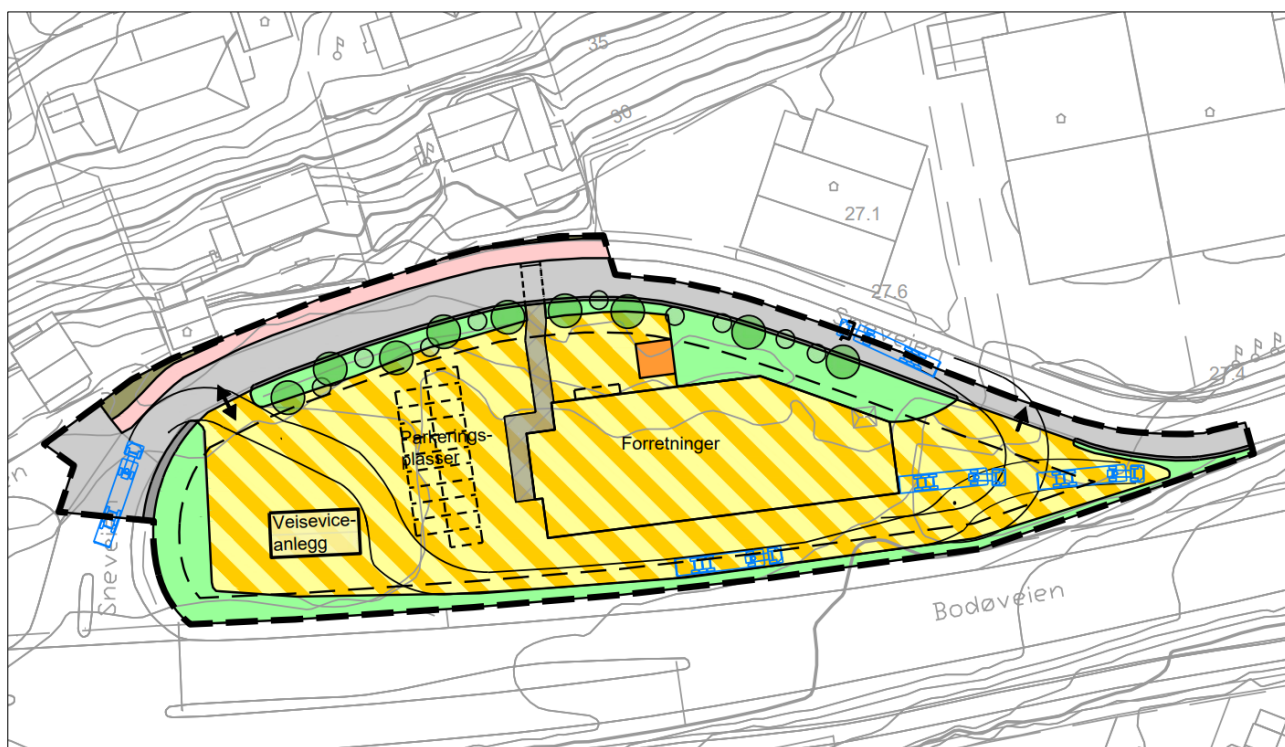 35
30
27.1
27.6
Sneveien
27.4
Parkerings-
plasser
Forretninger
Veisevice-
anlegg
Sneveien
Bodøveien